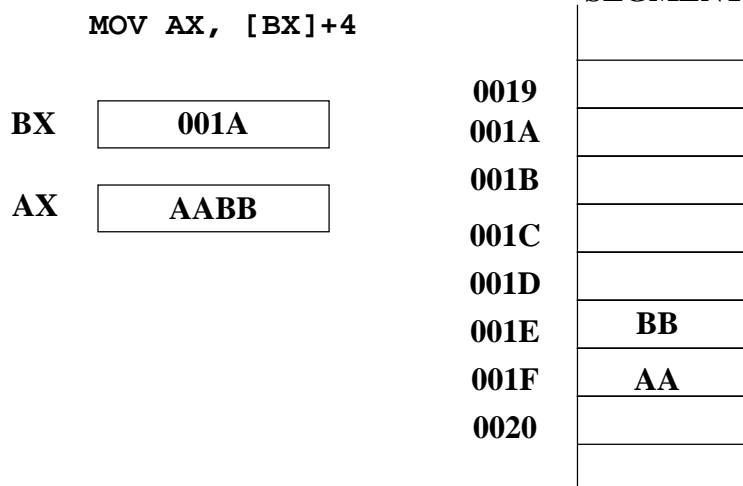 MOV AX, [BX]+4
0019
BX 001A 001A
001B
AX AABB
001C
001D
001E BB
001F AA
0020